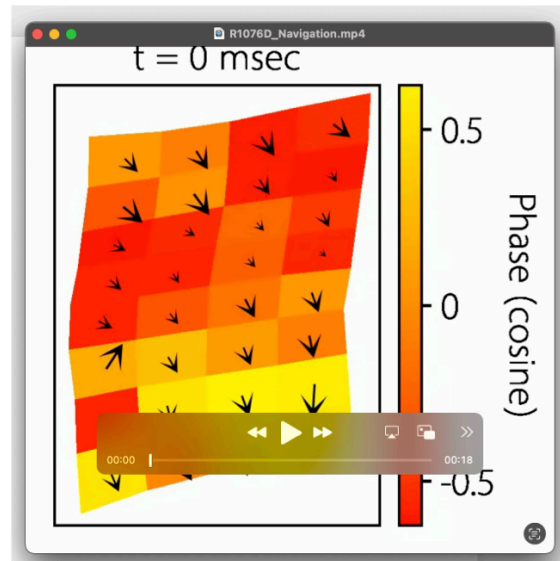 R1076D_Navigation.mp4
t = 0 msec
0.5
0
-0.5
Phase (cosine)
00:00
00:18